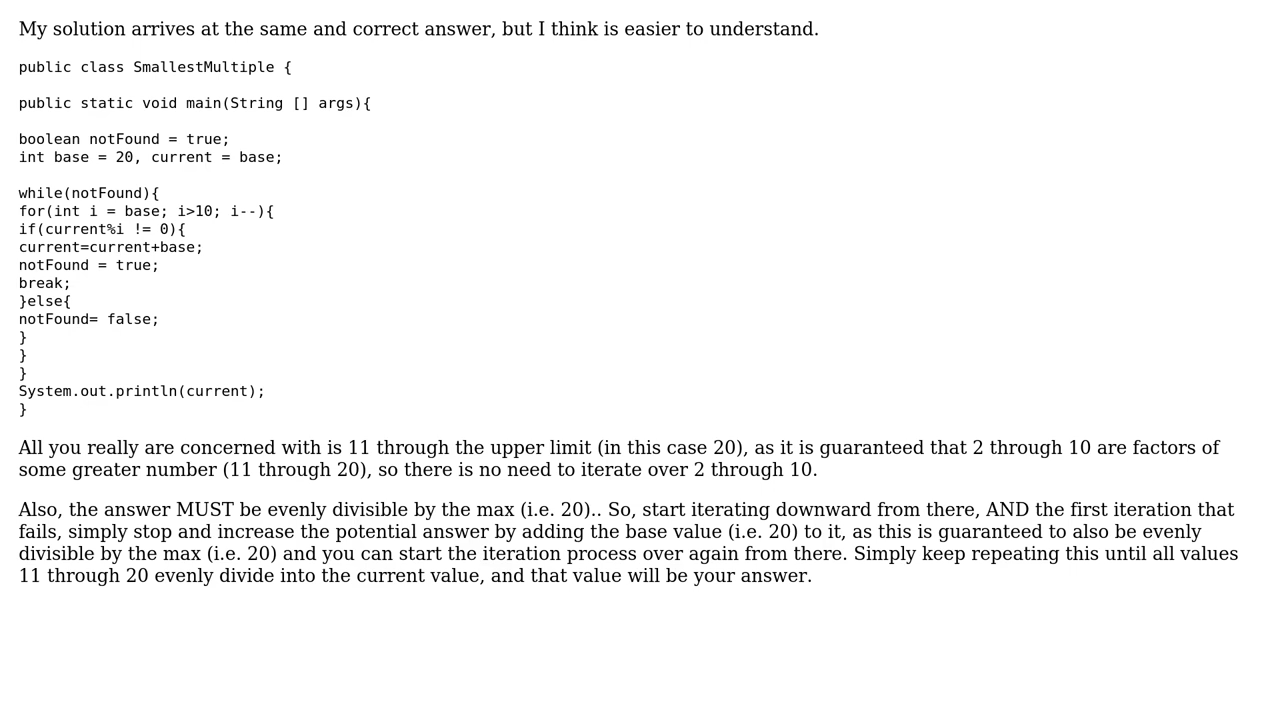 My solution arrives at the same and correct answer, but I think is easier to understand.
public class SmallestMultiple {
public static void main(String [] args){
boolean notFound = true;
int base = 20, current = base;
while(notFound){
for(int i = base; i>10; i--){
if(current%i != 0){
current=current+base;
notFound = true;
break;
}else{
notFound= false;
}
}
}
System.out.println(current);
}
All you really are concerned with is 11 through the upper limit (in this case 20), as it is guaranteed that 2 through 10 are factors of
some greater number (11 through 20), so there is no need to iterate over 2 through 10.
Also, the answer MUST be evenly divisible by the max (i.e. 20).. So, start iterating downward from there, AND the first iteration that
fails, simply stop and increase the potential answer by adding the base value (i.e. 20) to it, as this is guaranteed to also be evenly
divisible by the max (i.e. 20) and you can start the iteration process over again from there. Simply keep repeating this until all values
11 through 20 evenly divide into the current value, and that value will be your answer.